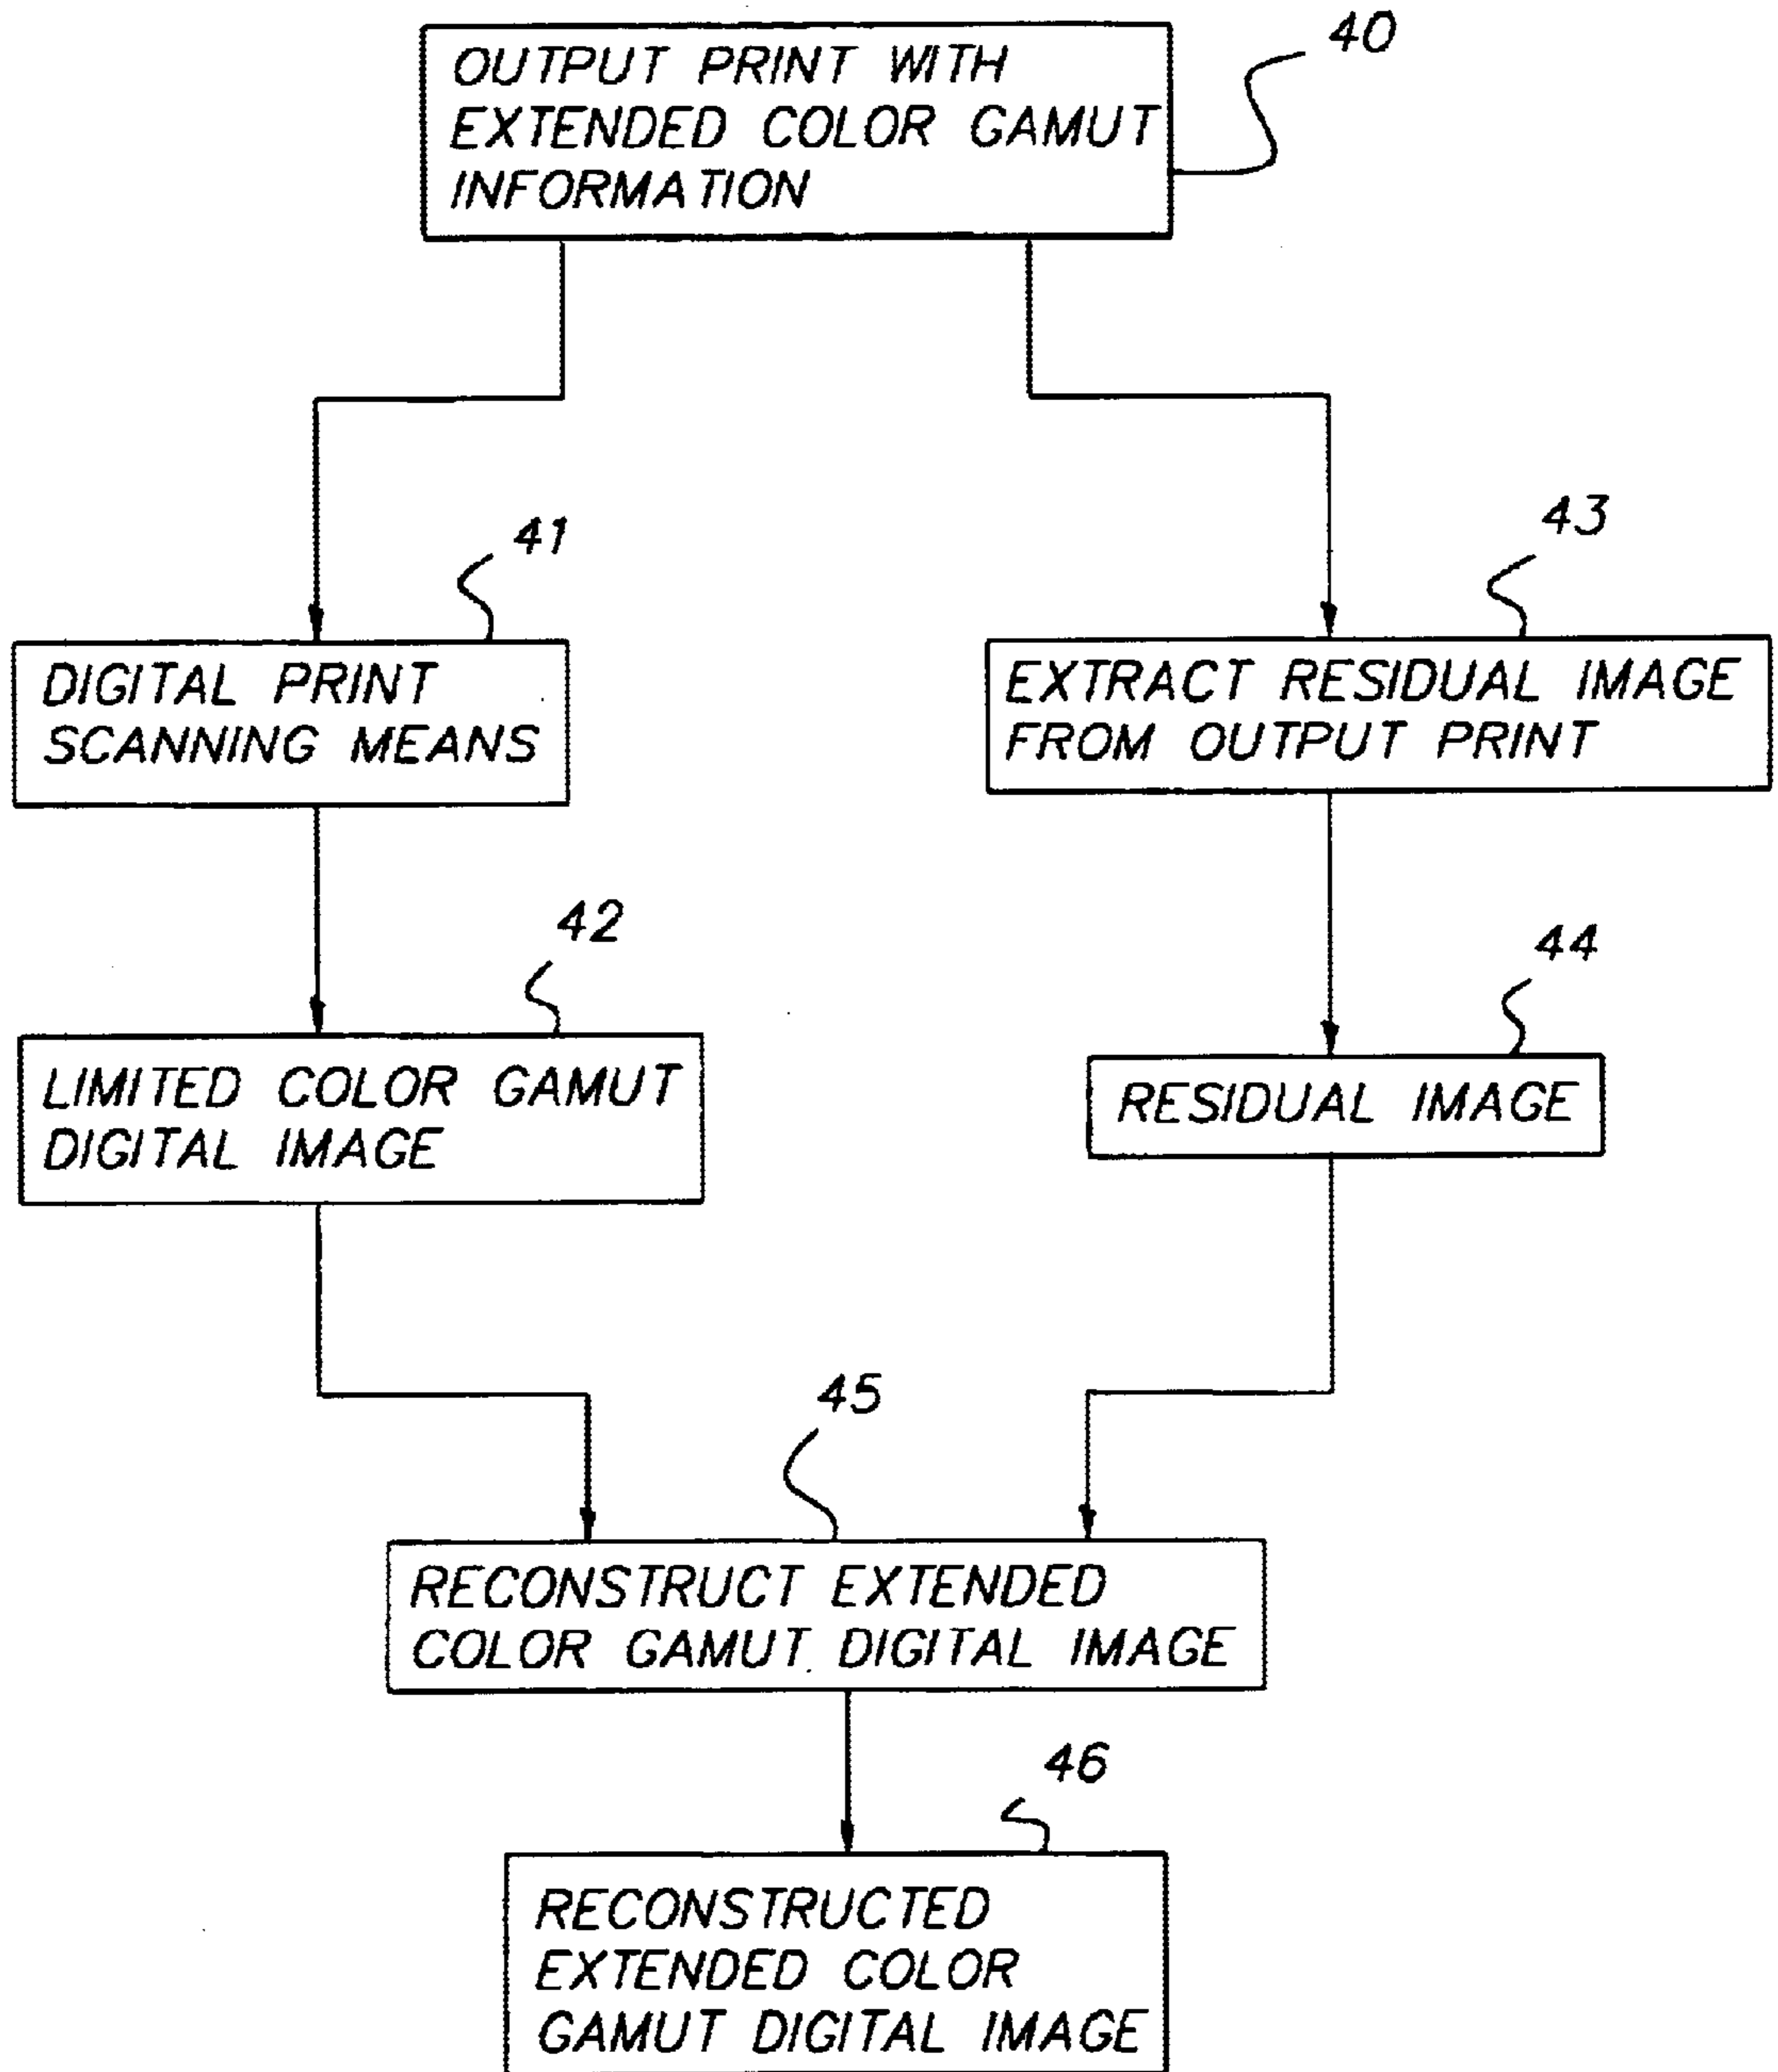 40
OUTPUT PRINT WITH
EXTENDED COLOR GAMUT
INFORMATION
41
DIGITAL PRINT
SCANNING MEANS
43
EXTRACT RESIDUAL IMAGE
FROM OUTPUT PRINT
42
LIMITED COLOR GAMUT
DIGITAL IMAGE
44
RESIDUAL IMAGE
45
RECONSTRUCT EXTENDED
COLOR GAMUT DIGITAL IMAGE
46
RECONSTRUCTED
EXTENDED COLOR
GAMUT DIGITAL IMAGE